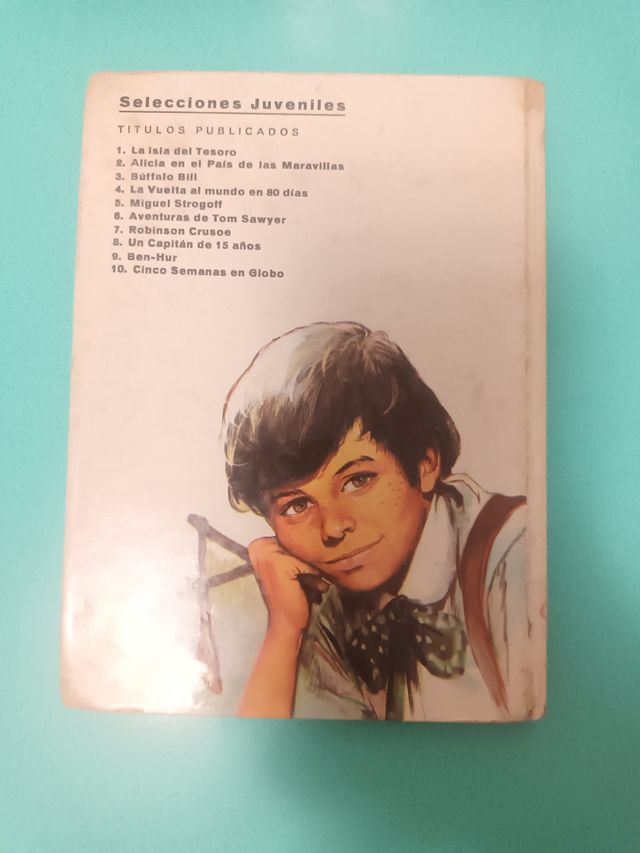 Selecciones Juveniles
TITULOS PUBLICADOS
1. La Isla del Tesoro
2. Alicia en el País de las Maravillas
3. Búffalo Bill
4. La Vuelta al mundo en 80 días
5. Miguel Strogoff
6. Aventuras de Tom Sawyer
7. Robinson Crusoe
8. Un Capitán de 15 años
9. Ben-Hur
10. Cinco Semanas en Globo